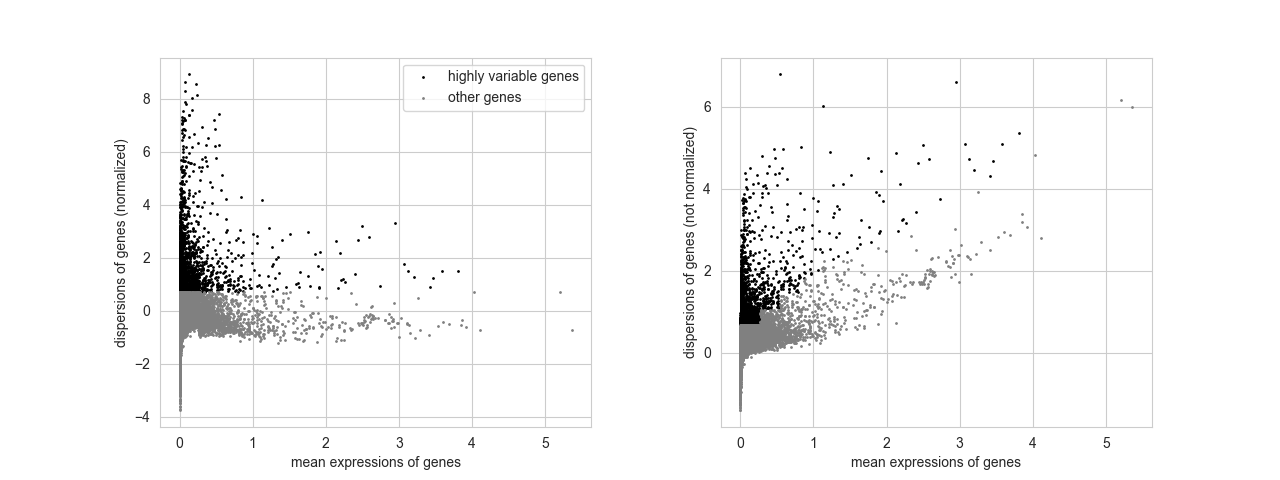 highly variable genes
other genes
dispersions of genes (normalized)
8
6
4
2
0
−2
−4
0 1 2 3 4 5
mean expressions of genes
dispersions of genes (not normalized)
6
4
2
0
0 1 2 3 4 5
mean expressions of genes